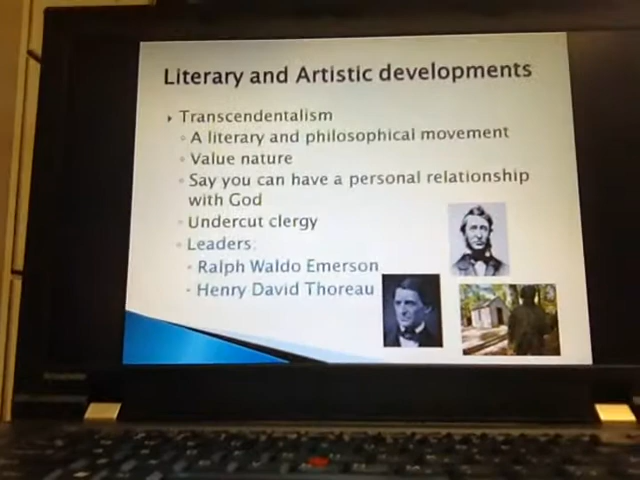 Literary and Artistic developments
Transcendentalism
A literary and philosophical movement
Value nature
Say you can have a personal relationship
with God
Undercut clergy
Leaders:
Ralph Waldo Emerson
Henry David Thoreau